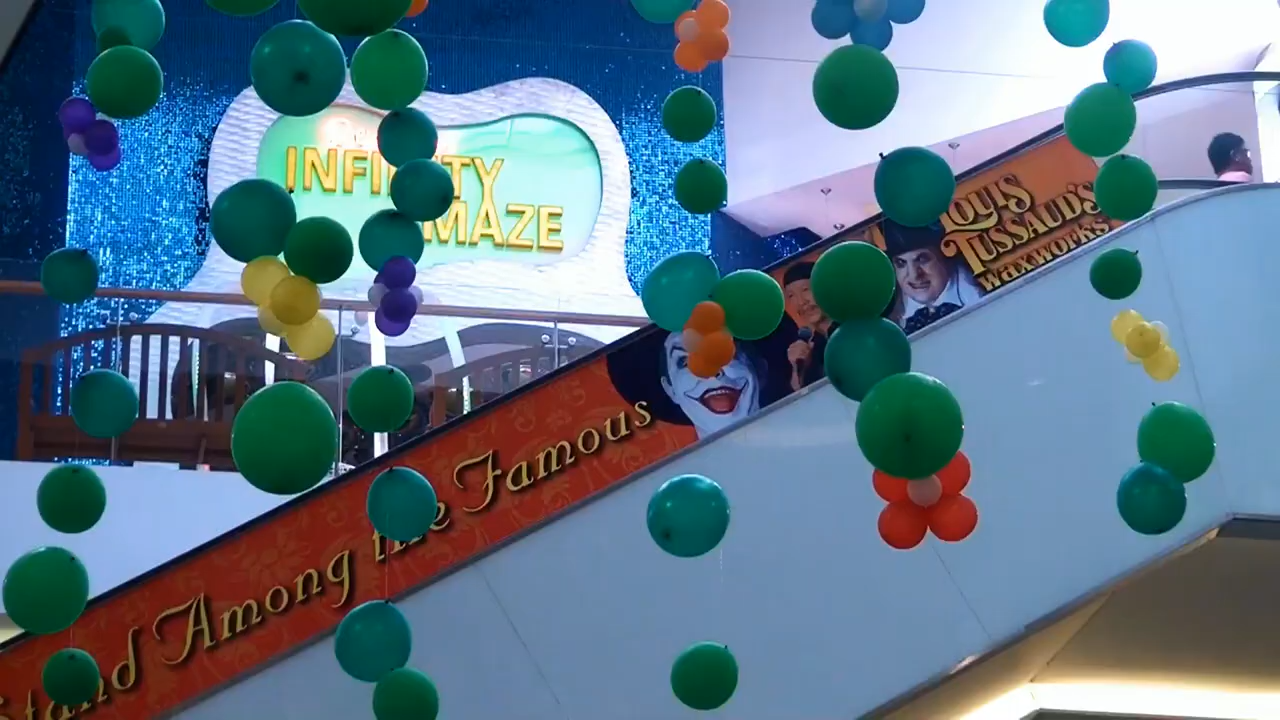 INFINITY
MAZE
LOUIS
TUSSAUD'S
WAXWORKS
Stand Among the Famous